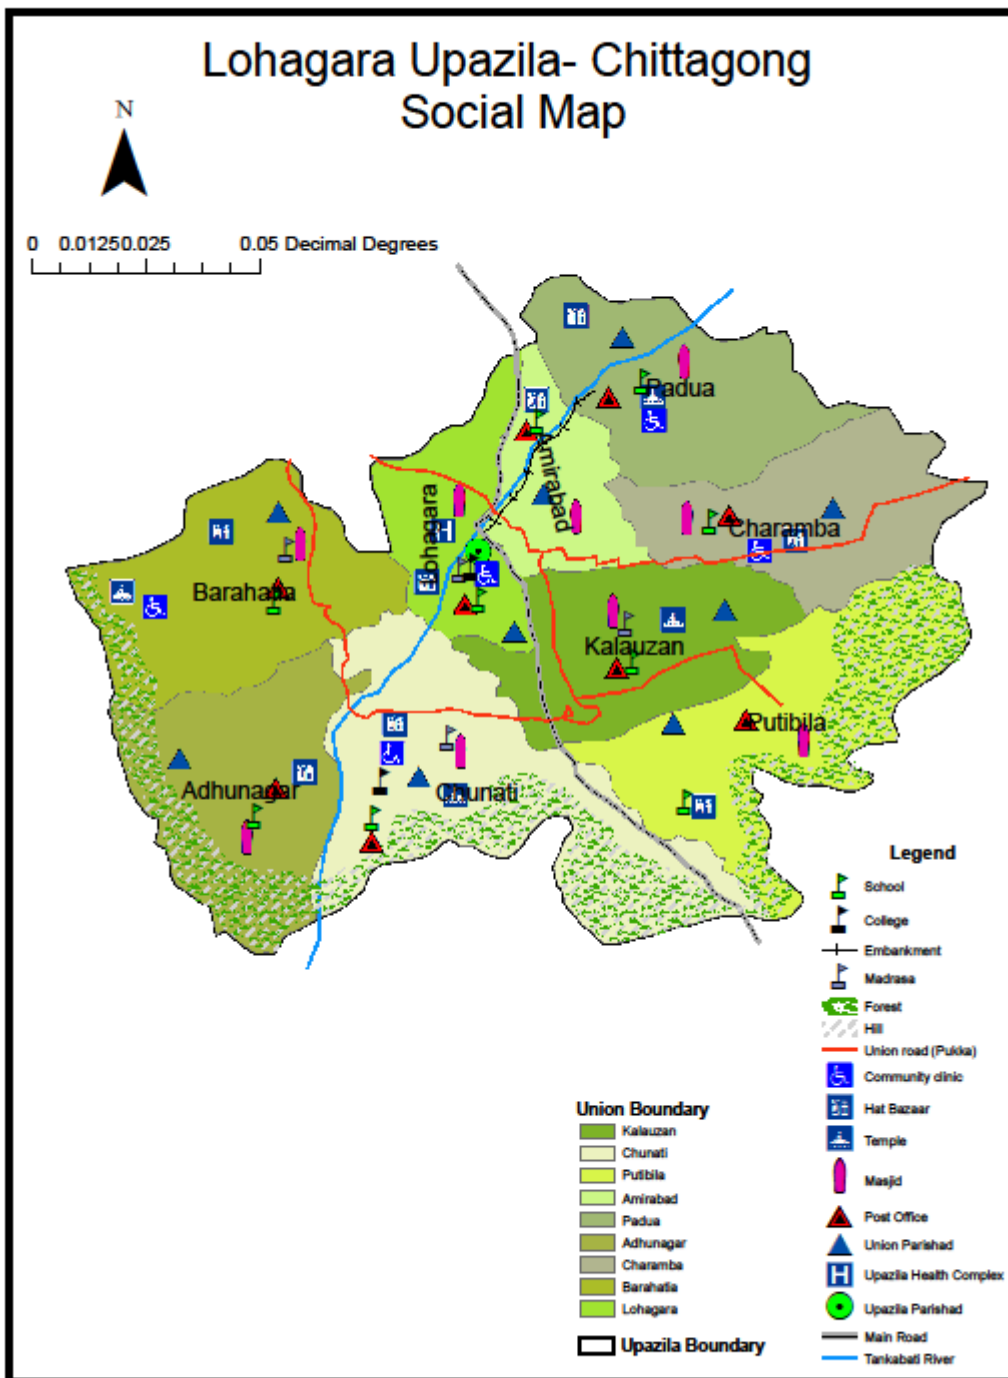 Lohagara Upazila- Chittagong
Social Map
N
0 0.01250.025 0.05 Decimal Degrees
Padua
Amirabad
Lohagara
Charamba
Barahatia
Kalauzan
Putibila
Adhunagar
Chunati
Legend
School
College
Embankment
Madrasa
Forest
Hill
Union road (Pukka)
Community clinic
Hat Bazaar
Temple
Masjid
Post Office
Union Parishad
H Upazila Health Complex
Upazila Parishad
Main Road
Tankabati River
Union Boundary
Kalauzan
Chunati
Putibila
Amirabad
Padua
Adhunagar
Charamba
Barahatia
Lohagara
Upazila Boundary
H